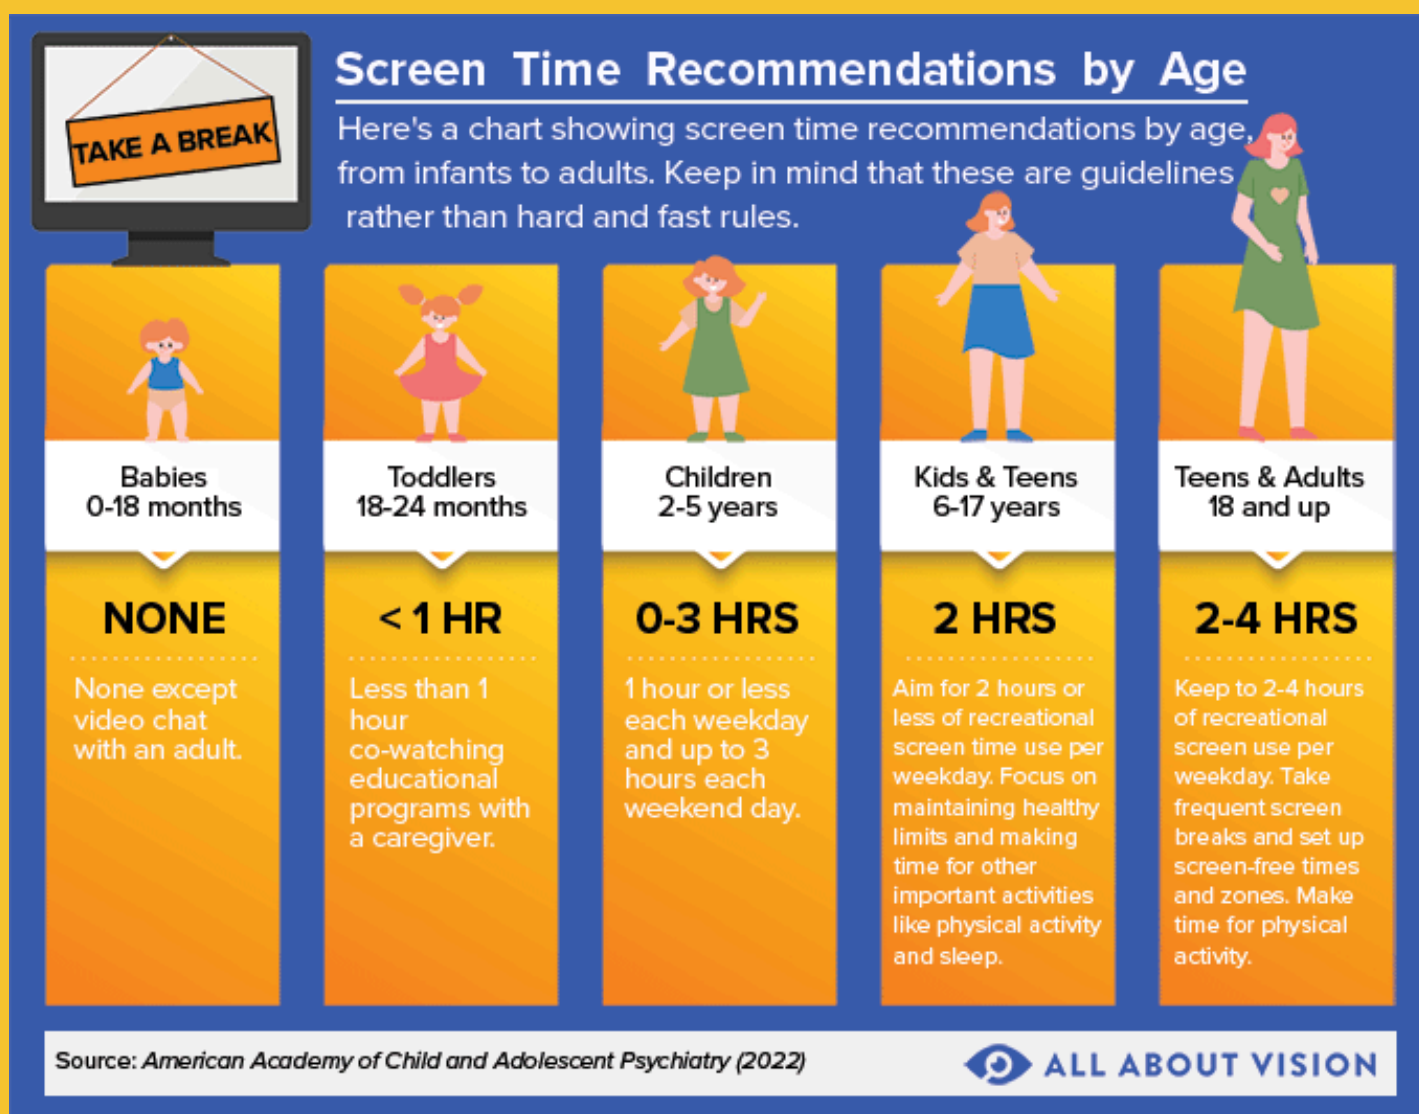 TAKE A BREAK
Screen Time Recommendations by Age
Here's a chart showing screen time recommendations by age,
from infants to adults. Keep in mind that these are guidelines
rather than hard and fast rules.
Babies
0-18 months
NONE
None except
video chat
with an adult.
Toddlers
18-24 months
< 1 HR
Less than 1
hour
co-watching
educational
programs with
a caregiver.
Children
2-5 years
0-3 HRS
1 hour or less
each weekday
and up to 3
hours each
weekend day.
Kids & Teens
6-17 years
2 HRS
Aim for 2 hours or
less of recreational
screen time use per
weekday. Focus on
maintaining healthy
limits and making
time for other
important activities
like physical activity
and sleep.
Teens & Adults
18 and up
2-4 HRS
Keep to 2-4 hours
of recreational
screen use per
weekday. Take
frequent screen
breaks and set up
screen-free times
and zones. Make
time for physical
activity.
Source: American Academy of Child and Adolescent Psychiatry (2022)
ALL ABOUT VISION